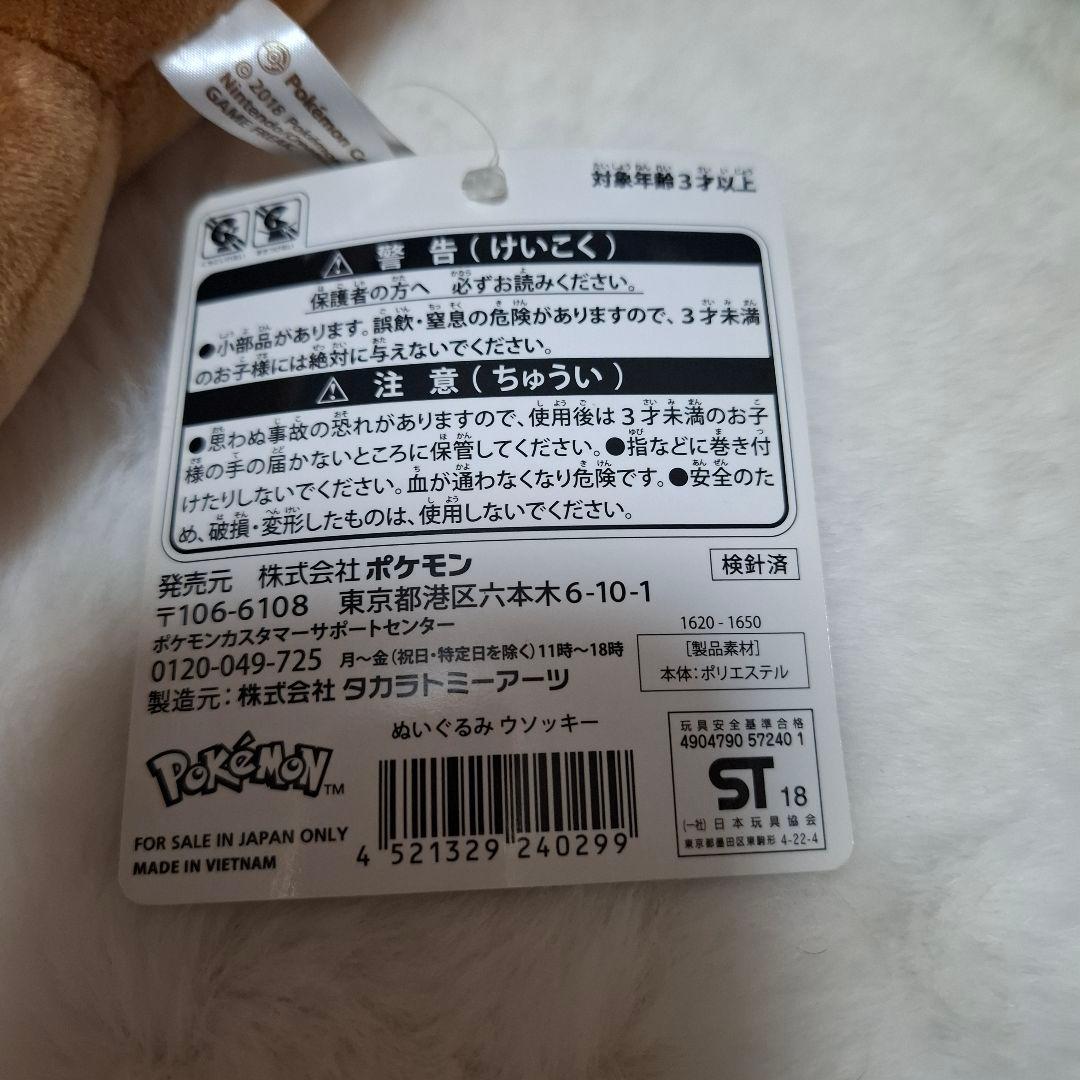 Pokémon
© 2018 Pokémon
Nintendo
GAME
対象年齢3才以上
警 告(けいこく)
保護者の方へ 必ずお読みください。
●小部品があります。誤飲・窒息の危険がありますので、3才未満
のお子様には絶対に与えないでください。
注 意(ちゅうい)
●思わぬ事故の恐れがありますので、使用後は3才未満のお子
様の手の届かないところに保管してください。●指などに巻き付
けたりしないでください。血が通わなくなり危険です。●安全のた
め、破損・変形したものは、使用しないでください。
発売元 株式会社ポケモン
検針済
〒106-6108 東京都港区六本木6-10-1
ポケモンカスタマーサポートセンター
1620 - 1650
0120-049-725 月~金(祝日・特定日を除く)11時~18時
[製品素材]
本体:ポリエステル
製造元:株式会社 タカラトミーアーツ
ぬいぐるみ ウソッキー
玩具安全基準合格
4904790 57240 1
ST 18
(一社)日本玩具協会
東京都墨田区東駒形 4-22-4
POKéMON TM
FOR SALE IN JAPAN ONLY
MADE IN VIETNAM
4 521329 240299